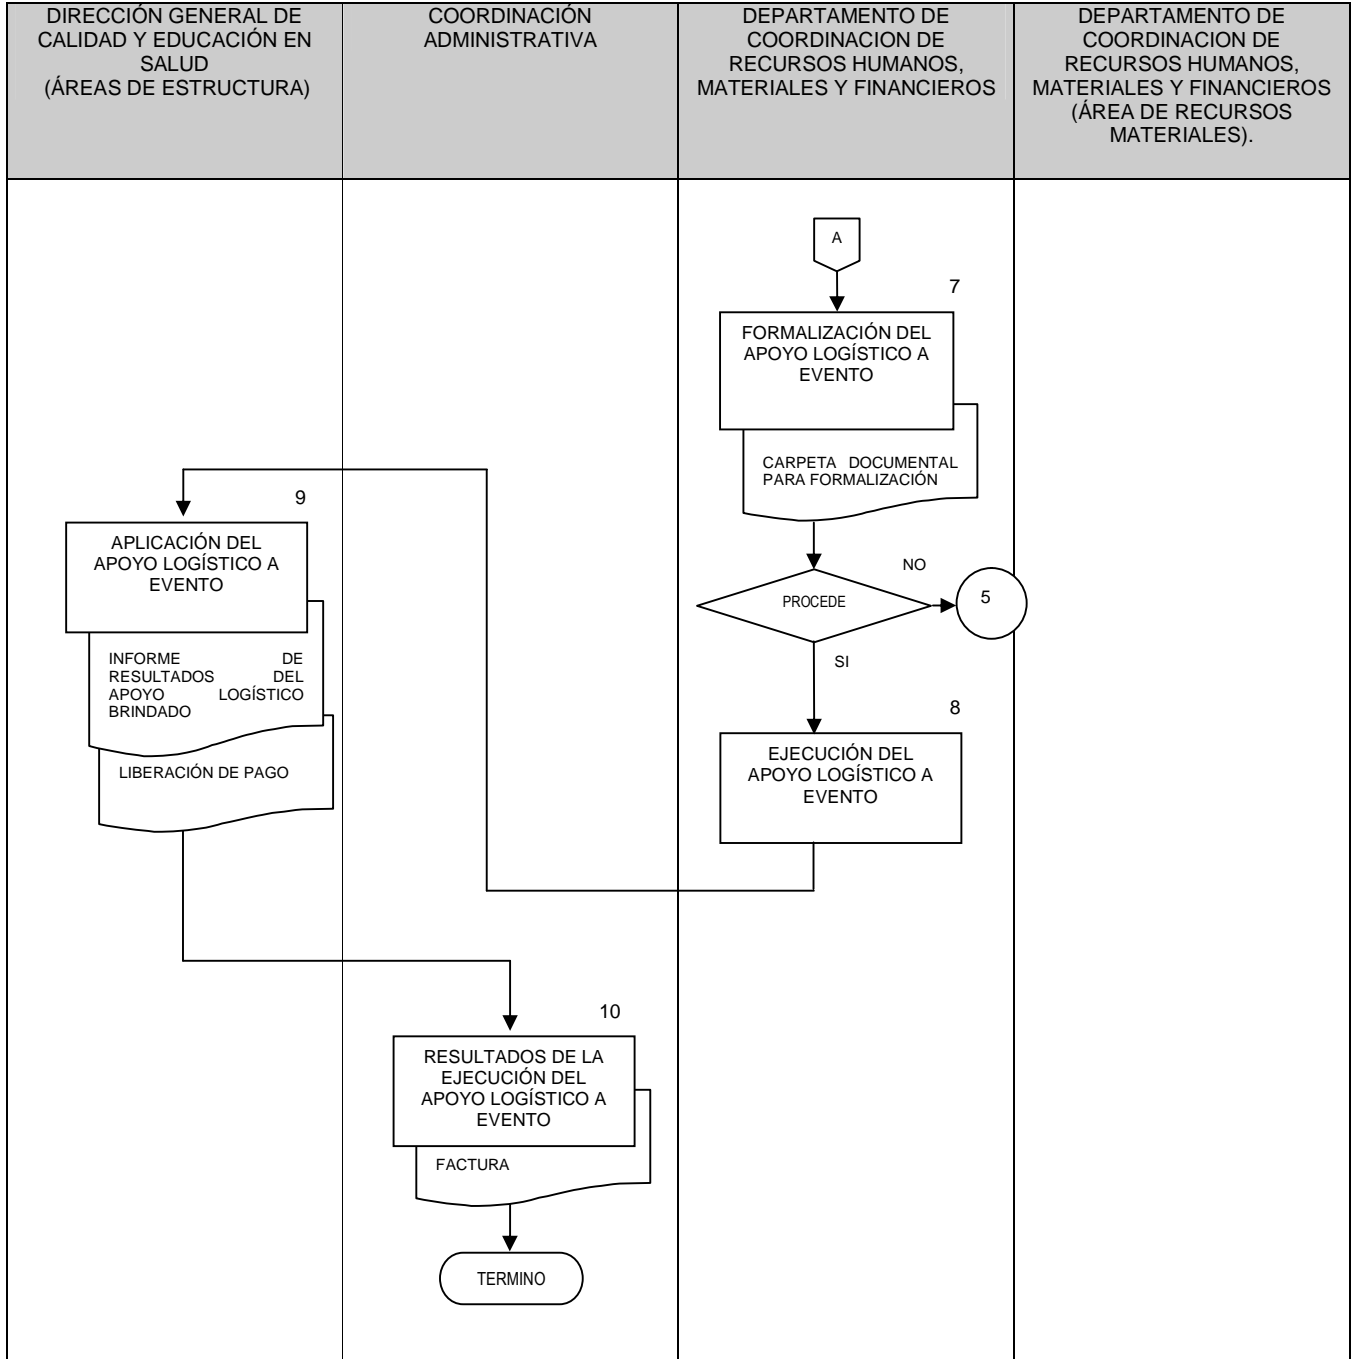 DIRECCIÓN GENERAL DE
CALIDAD Y EDUCACIÓN EN
SALUD
(ÁREAS DE ESTRUCTURA)
COORDINACIÓN
ADMINISTRATIVA
DEPARTAMENTO DE
COORDINACION DE
RECURSOS HUMANOS,
MATERIALES Y FINANCIEROS
DEPARTAMENTO DE
COORDINACION DE
RECURSOS HUMANOS,
MATERIALES Y FINANCIEROS
(ÁREA DE RECURSOS
MATERIALES).
A
7
FORMALIZACIÓN DEL
APOYO LOGÍSTICO A
EVENTO
CARPETA DOCUMENTAL
PARA FORMALIZACIÓN
PROCEDE
NO
5
SI
8
EJECUCIÓN DEL
APOYO LOGÍSTICO A
EVENTO
9
APLICACIÓN DEL
APOYO LOGÍSTICO A
EVENTO
INFORME DE
RESULTADOS DEL
APOYO LOGÍSTICO
BRINDADO
LIBERACIÓN DE PAGO
10
RESULTADOS DE LA
EJECUCIÓN DEL
APOYO LOGÍSTICO A
EVENTO
FACTURA
TERMINO